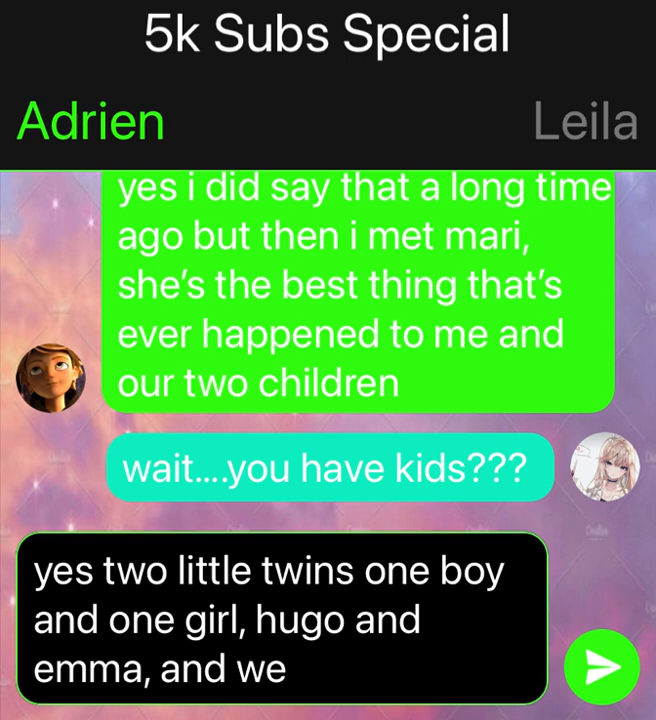 5k Subs Special
Adrien
Leila
yes i did say that a long time
ago but then i met mari,
she's the best thing that's
ever happened to me and
our two children
wait....you have kids???
yes two little twins one boy
and one girl, hugo and
emma, and we